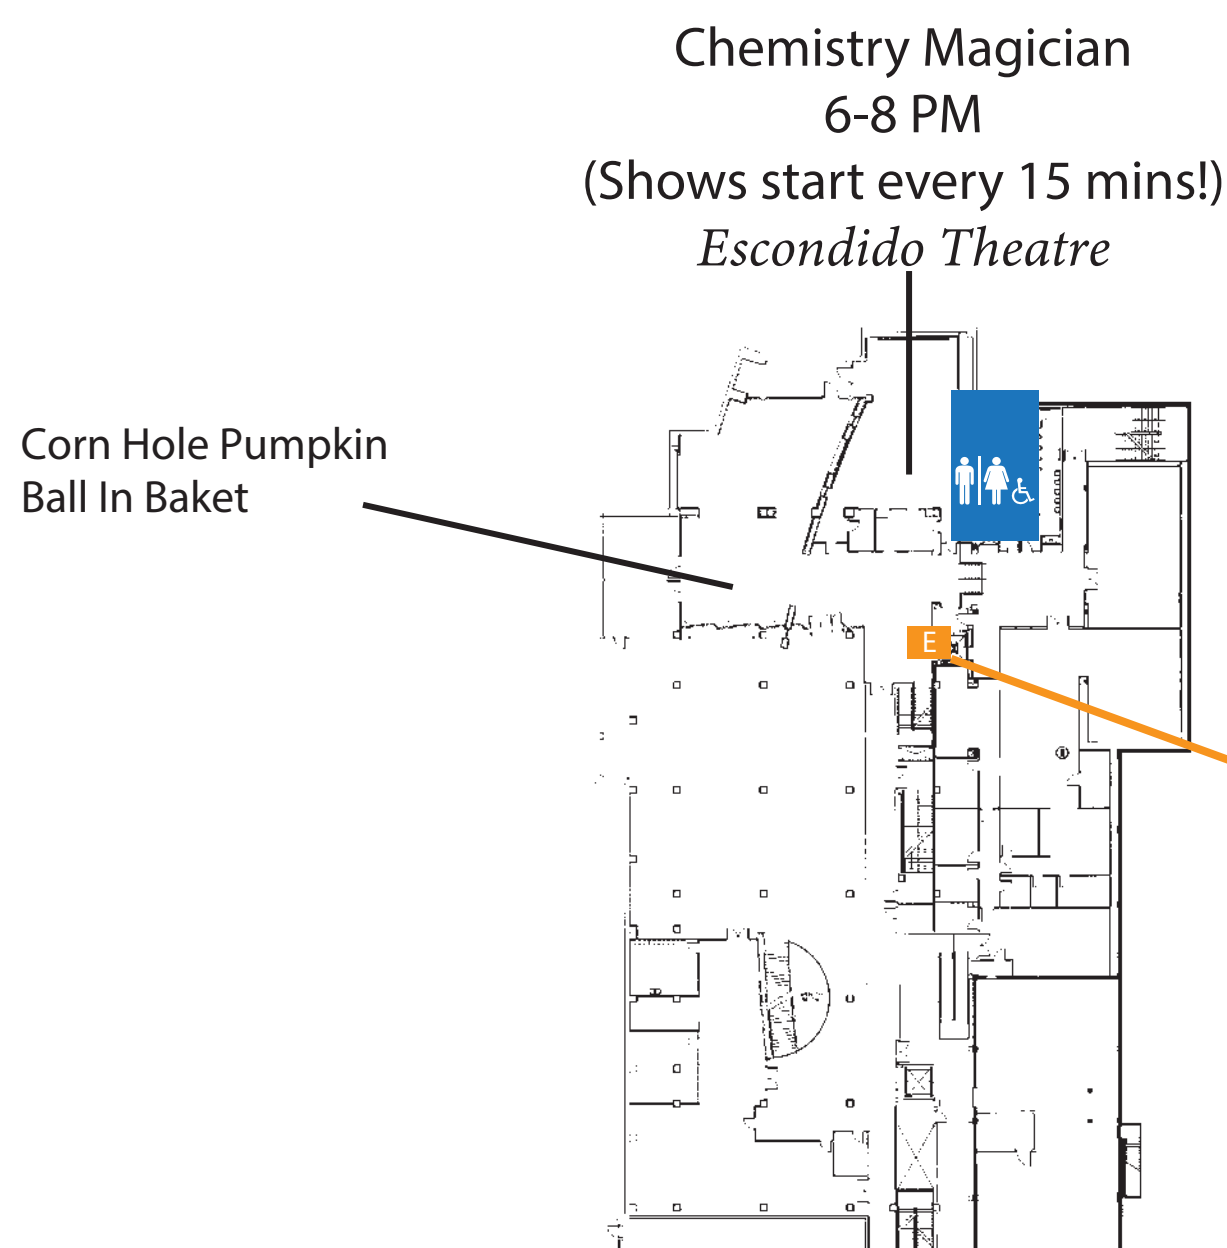 Chemistry Magician
6-8 PM
(Shows start every 15 mins!)
Escondido Theatre
Corn Hole Pumpkin
Ball In Baket
E